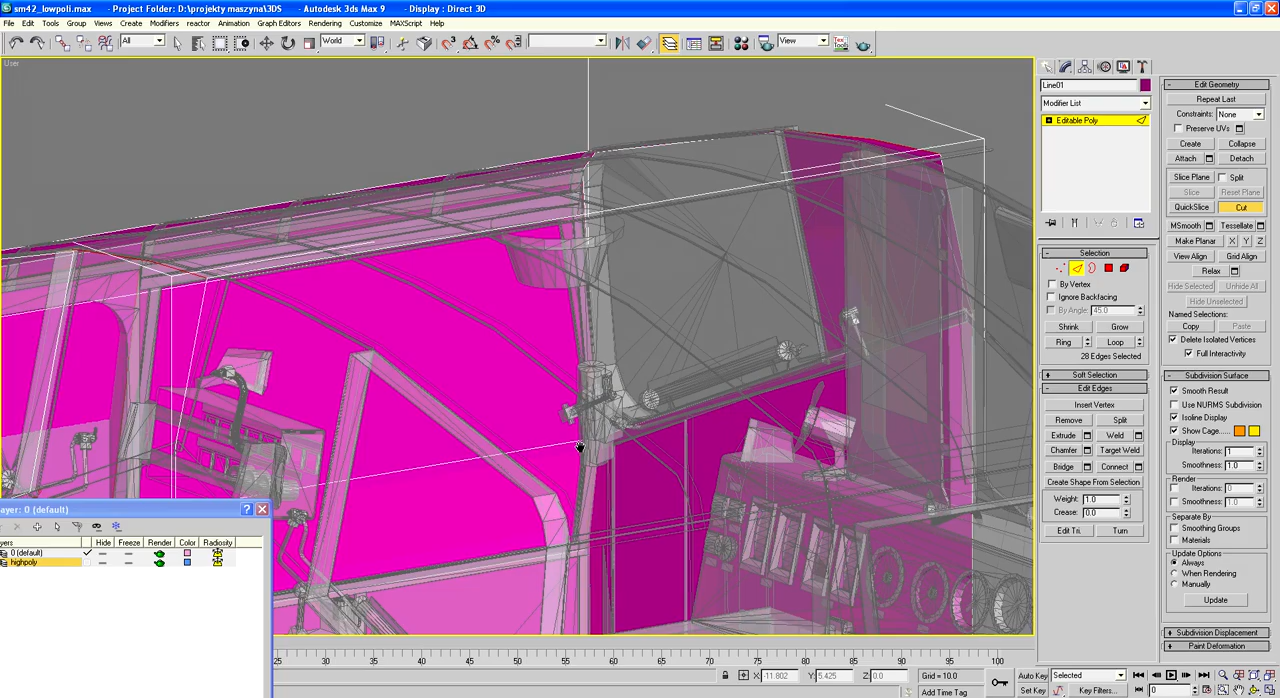 sm42_lowpoli.max - Project Folder: D:\projekty maszyna\3DS - Autodesk 3ds Max 9 - Display : Direct 3D
File Edit Tools Group Views Create Modifiers reactor Animation Graph Editors Rendering Customize MAXScript Help
All World View
User
Line01
Modifier List
Editable Poly
Selection
By Vertex
Ignore Backfacing
By Angle: 45.0
Shrink Grow
Ring Loop
28 Edges Selected
Soft Selection
Edit Edges
Insert Vertex
Remove Split
Extrude Weld
Chamfer Target Weld
Bridge Connect
Create Shape From Selection
Weight: 1.0
Crease: 0.0
Edit Tri. Turn
Edit Geometry
Repeat Last
Constraints: None
Preserve UVs
Create Collapse
Attach Detach
Slice Plane Split
Slice Reset Plane
QuickSlice Cut
MSmooth Tessellate
Make Planar X Y Z
View Align Grid Align
Relax
Hide Selected Unhide All
Hide Unselected
Named Selections:
Copy Paste
Delete Isolated Vertices
Full Interactivity
Subdivision Surface
Smooth Result
Use NURMS Subdivision
Isoline Display
Show Cage......
Display
Iterations: 1
Smoothness: 1.0
Render
Iterations: 0
Smoothness: 1.0
Separate By
Smoothing Groups
Materials
Update Options
Always
When Rendering
Manually
Update
Subdivision Displacement
Paint Deformation
ayer: 0 (default)
yers Hide Freeze Render Color Radiosity
0 (default)
highpoly
25 30 35 40 45 50 55 60 65 70 75 80 85 90 95 100
X: -11.802 Y: 5.425 Z: 0.0 Grid = 10.0 Auto Key Selected
Add Time Tag Set Key Key Filters...